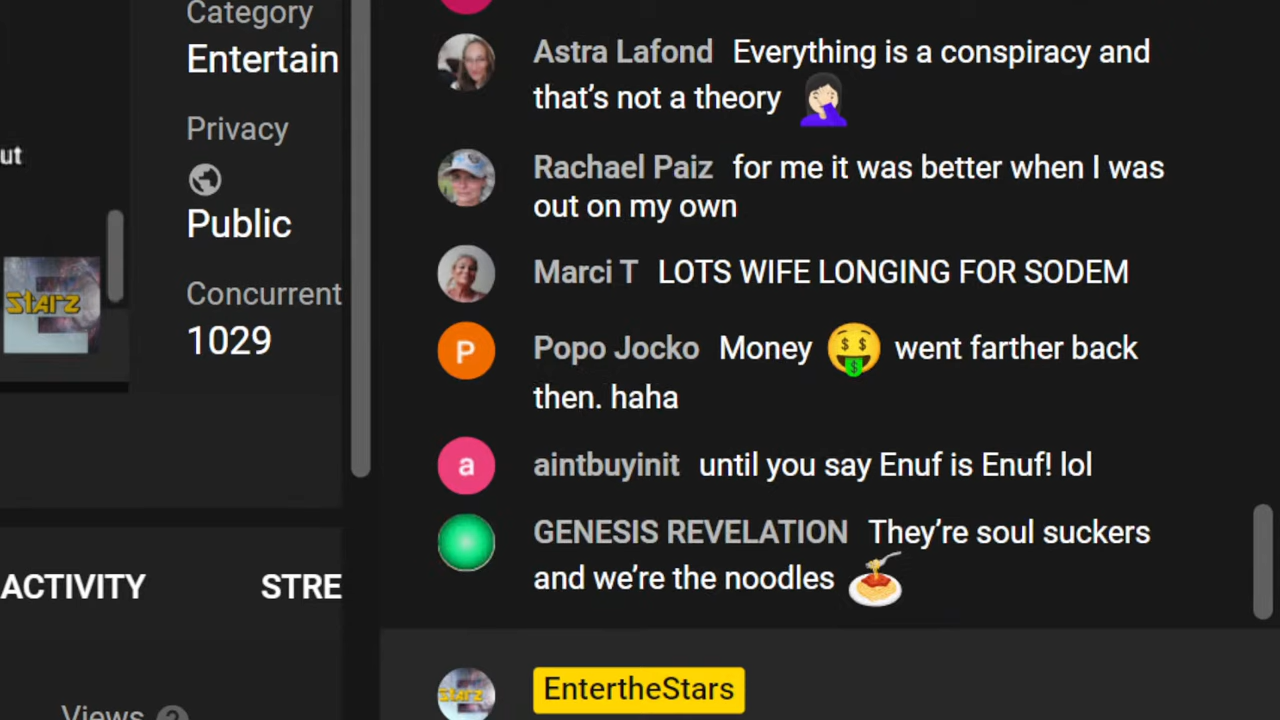 Category
Entertain
Privacy
ut
Public
Concurrent
1029
STARZ
ACTIVITY
STRE
Views ?
Astra Lafond Everything is a conspiracy and
that's not a theory
Rachael Paiz for me it was better when I was
out on my own
Marci T LOTS WIFE LONGING FOR SODEM
P Popo Jocko Money $ $ $ went farther back
then. haha
a aintbuyinit until you say Enuf is Enuf! lol
GENESIS REVELATION They're soul suckers
and we're the noodles
STARZ EntertheStars